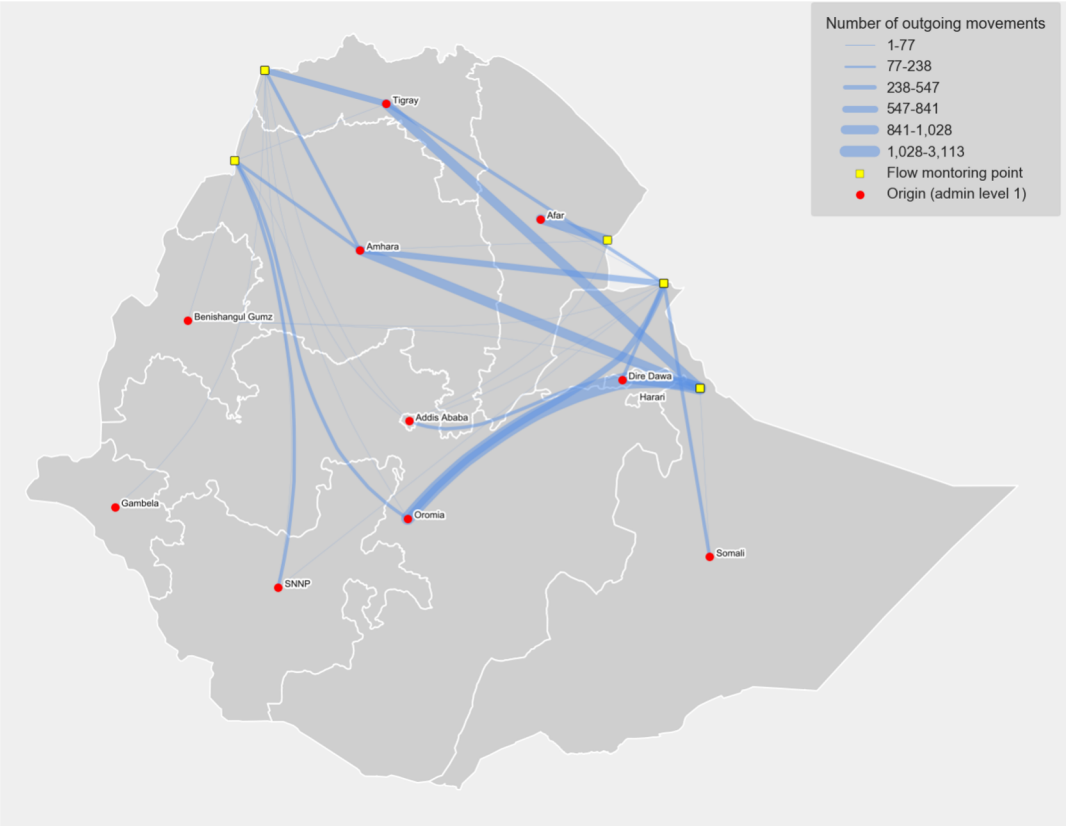 Number of outgoing movements
1-77
77-238
238-547
547-841
841-1,028
1,028-3,113
Flow montoring point
Origin (admin level 1)
Tigray
Afar
Amhara
Benishangul Gumz
Dire Dawa
Harari
Addis Ababa
Gambela
Oromia
Somali
SNNP